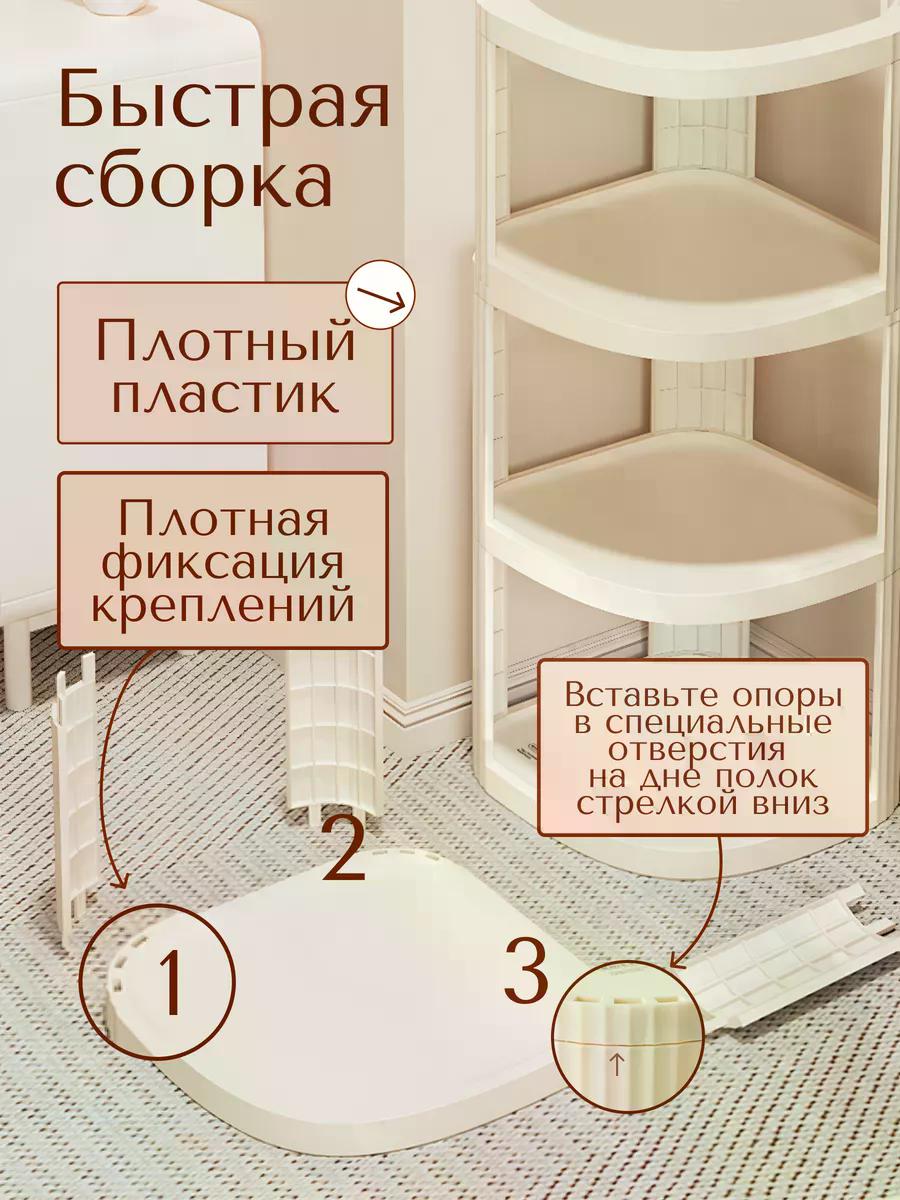 Быстрая
сборка
Плотный
пластик
Плотная
фиксация
креплений
Вставьте опоры
в специальные
отверстия
на дне полок
стрелкой вниз
2
1
3